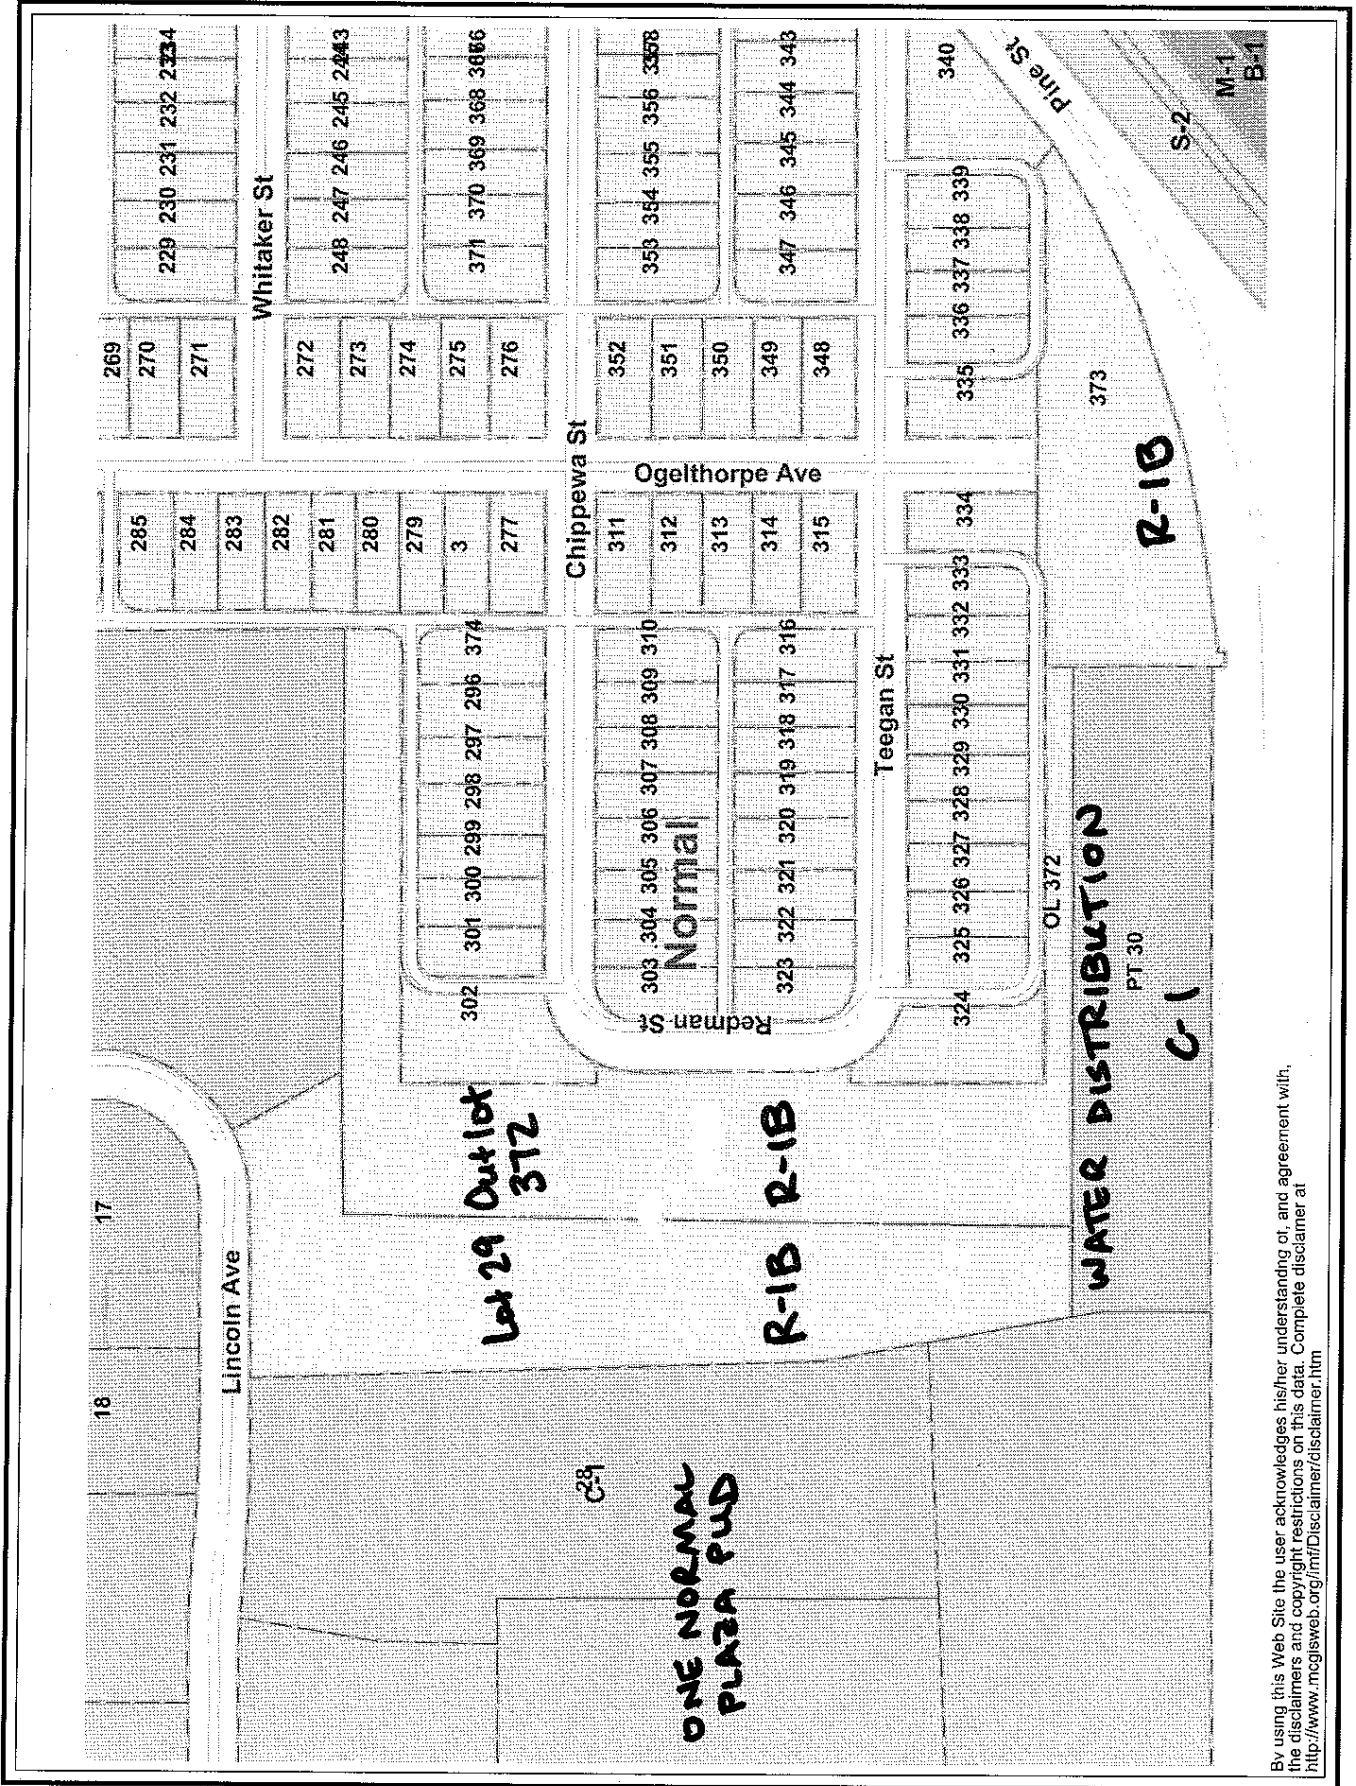 18
17
Lincoln Ave
285
284
283
282
281
280
279
3
277
269
270
271
229 230 231 232
Whitaker St
272
273
274
275
276
248 247 246 245
302 301 300 299 298 297 296 374
371 370 369 368
Lot 29 Outlot
372
Chippewa St
C-1
28
311
312
313
314
315
352
351
350
349
348
303 304 305 306 307 308 309 310
353 354 355 356
Normal
Redman St
Ogelthorpe Ave
ONE NORMAL
PLAZA PUD
R-1B R-1B
323 322 321 320 319 318 317 316
347 346 345 344 343
Teegan St
324 325 326 327 328 329 330 331 332 333 334
335 336 337 338 339 340
OL 372
Pine St
WATER DISTRIBUTION
373
PT 30
C-1
R-1B
S-2
M-1
B-1
By using this Web Site the user acknowledges his/her understanding of, and agreement with,
the disclaimers and copyright restrictions on this data. Complete disclamer at
http://www.mcgisweb.org/imf/Disclaimer/disclaimer.htm